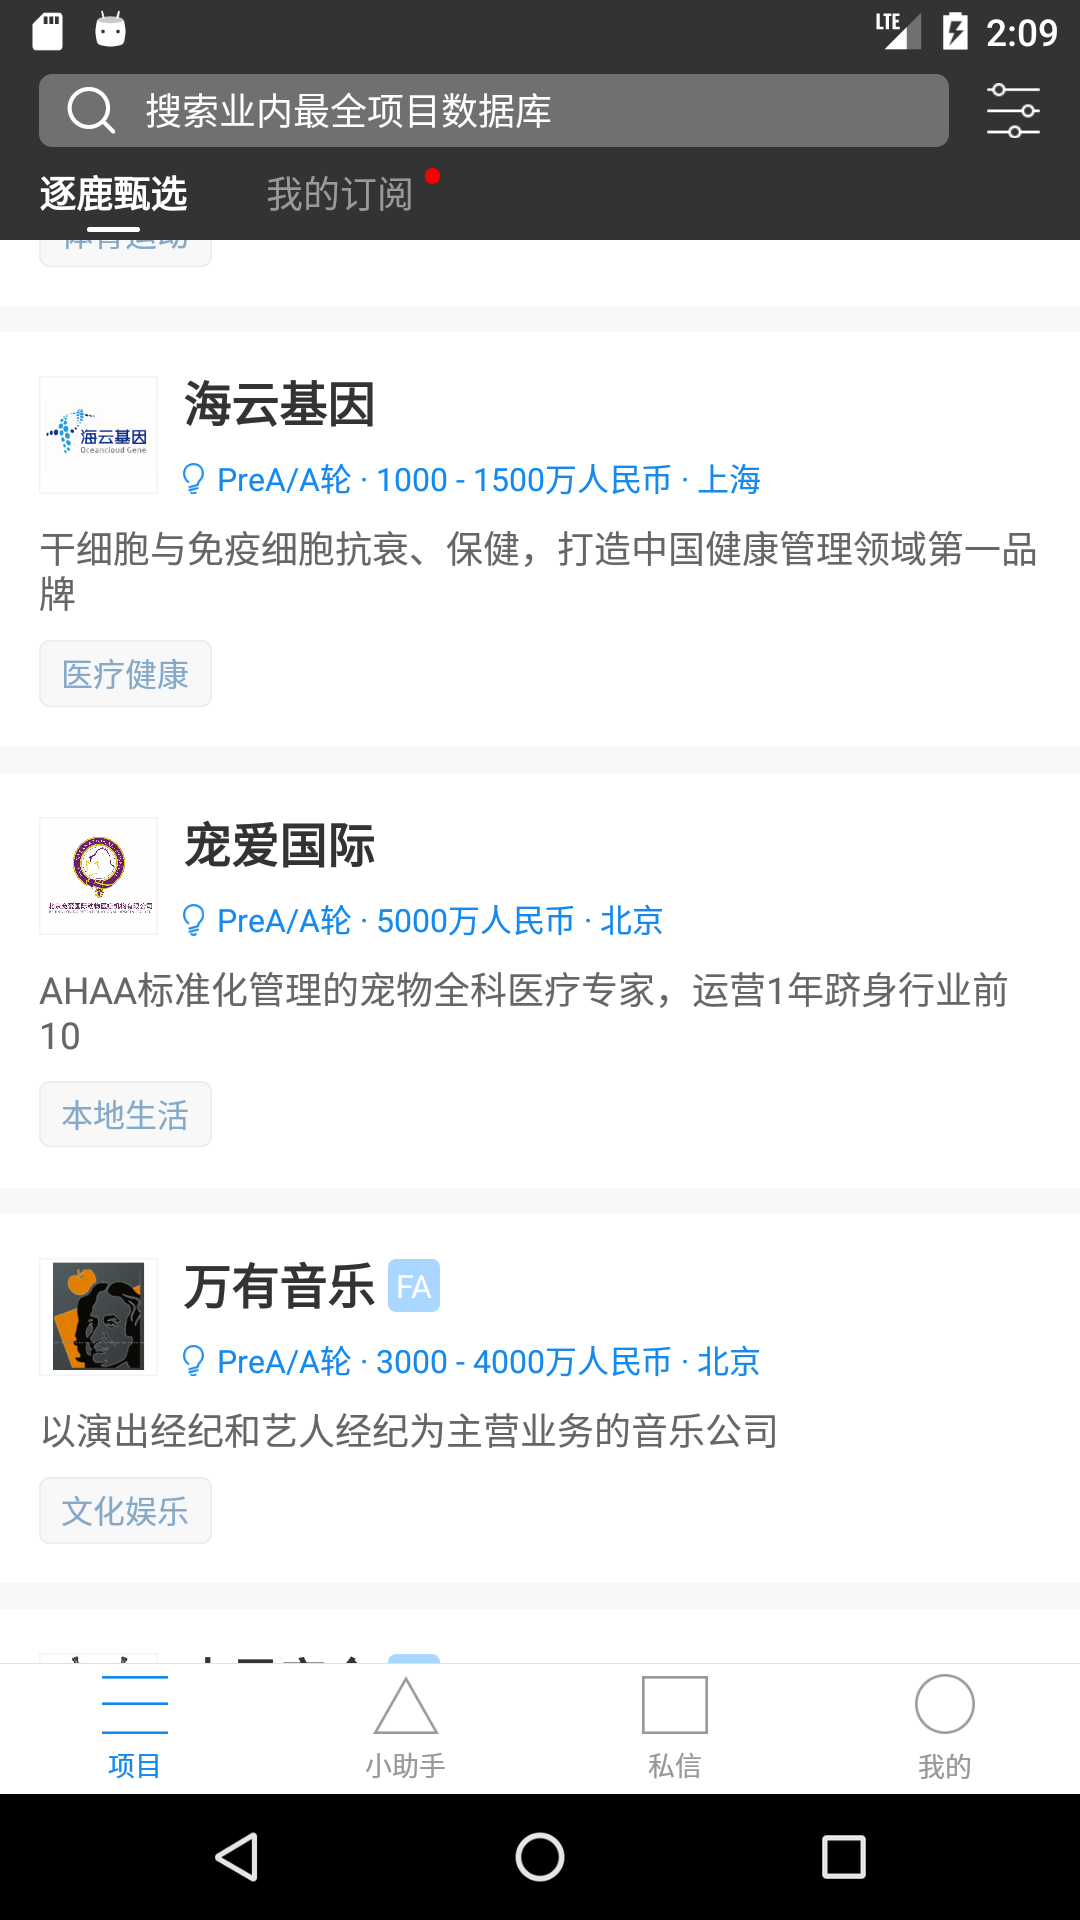 LTE 2:09
搜索业内最全项目数据库
逐鹿甄选 我的订阅
体育运动
海云基因
海云基因
Oceancloud Gene
PreA/A轮 · 1000 - 1500万人民币 · 上海
干细胞与免疫细胞抗衰、保健，打造中国健康管理领域第一品
牌
医疗健康
宠爱国际
PreA/A轮 · 5000万人民币 · 北京
AHAA标准化管理的宠物全科医疗专家，运营1年跻身行业前
10
本地生活
万有音乐 FA
PreA/A轮 · 3000 - 4000万人民币 · 北京
以演出经纪和艺人经纪为主营业务的音乐公司
文化娱乐
项目 小助手 私信 我的